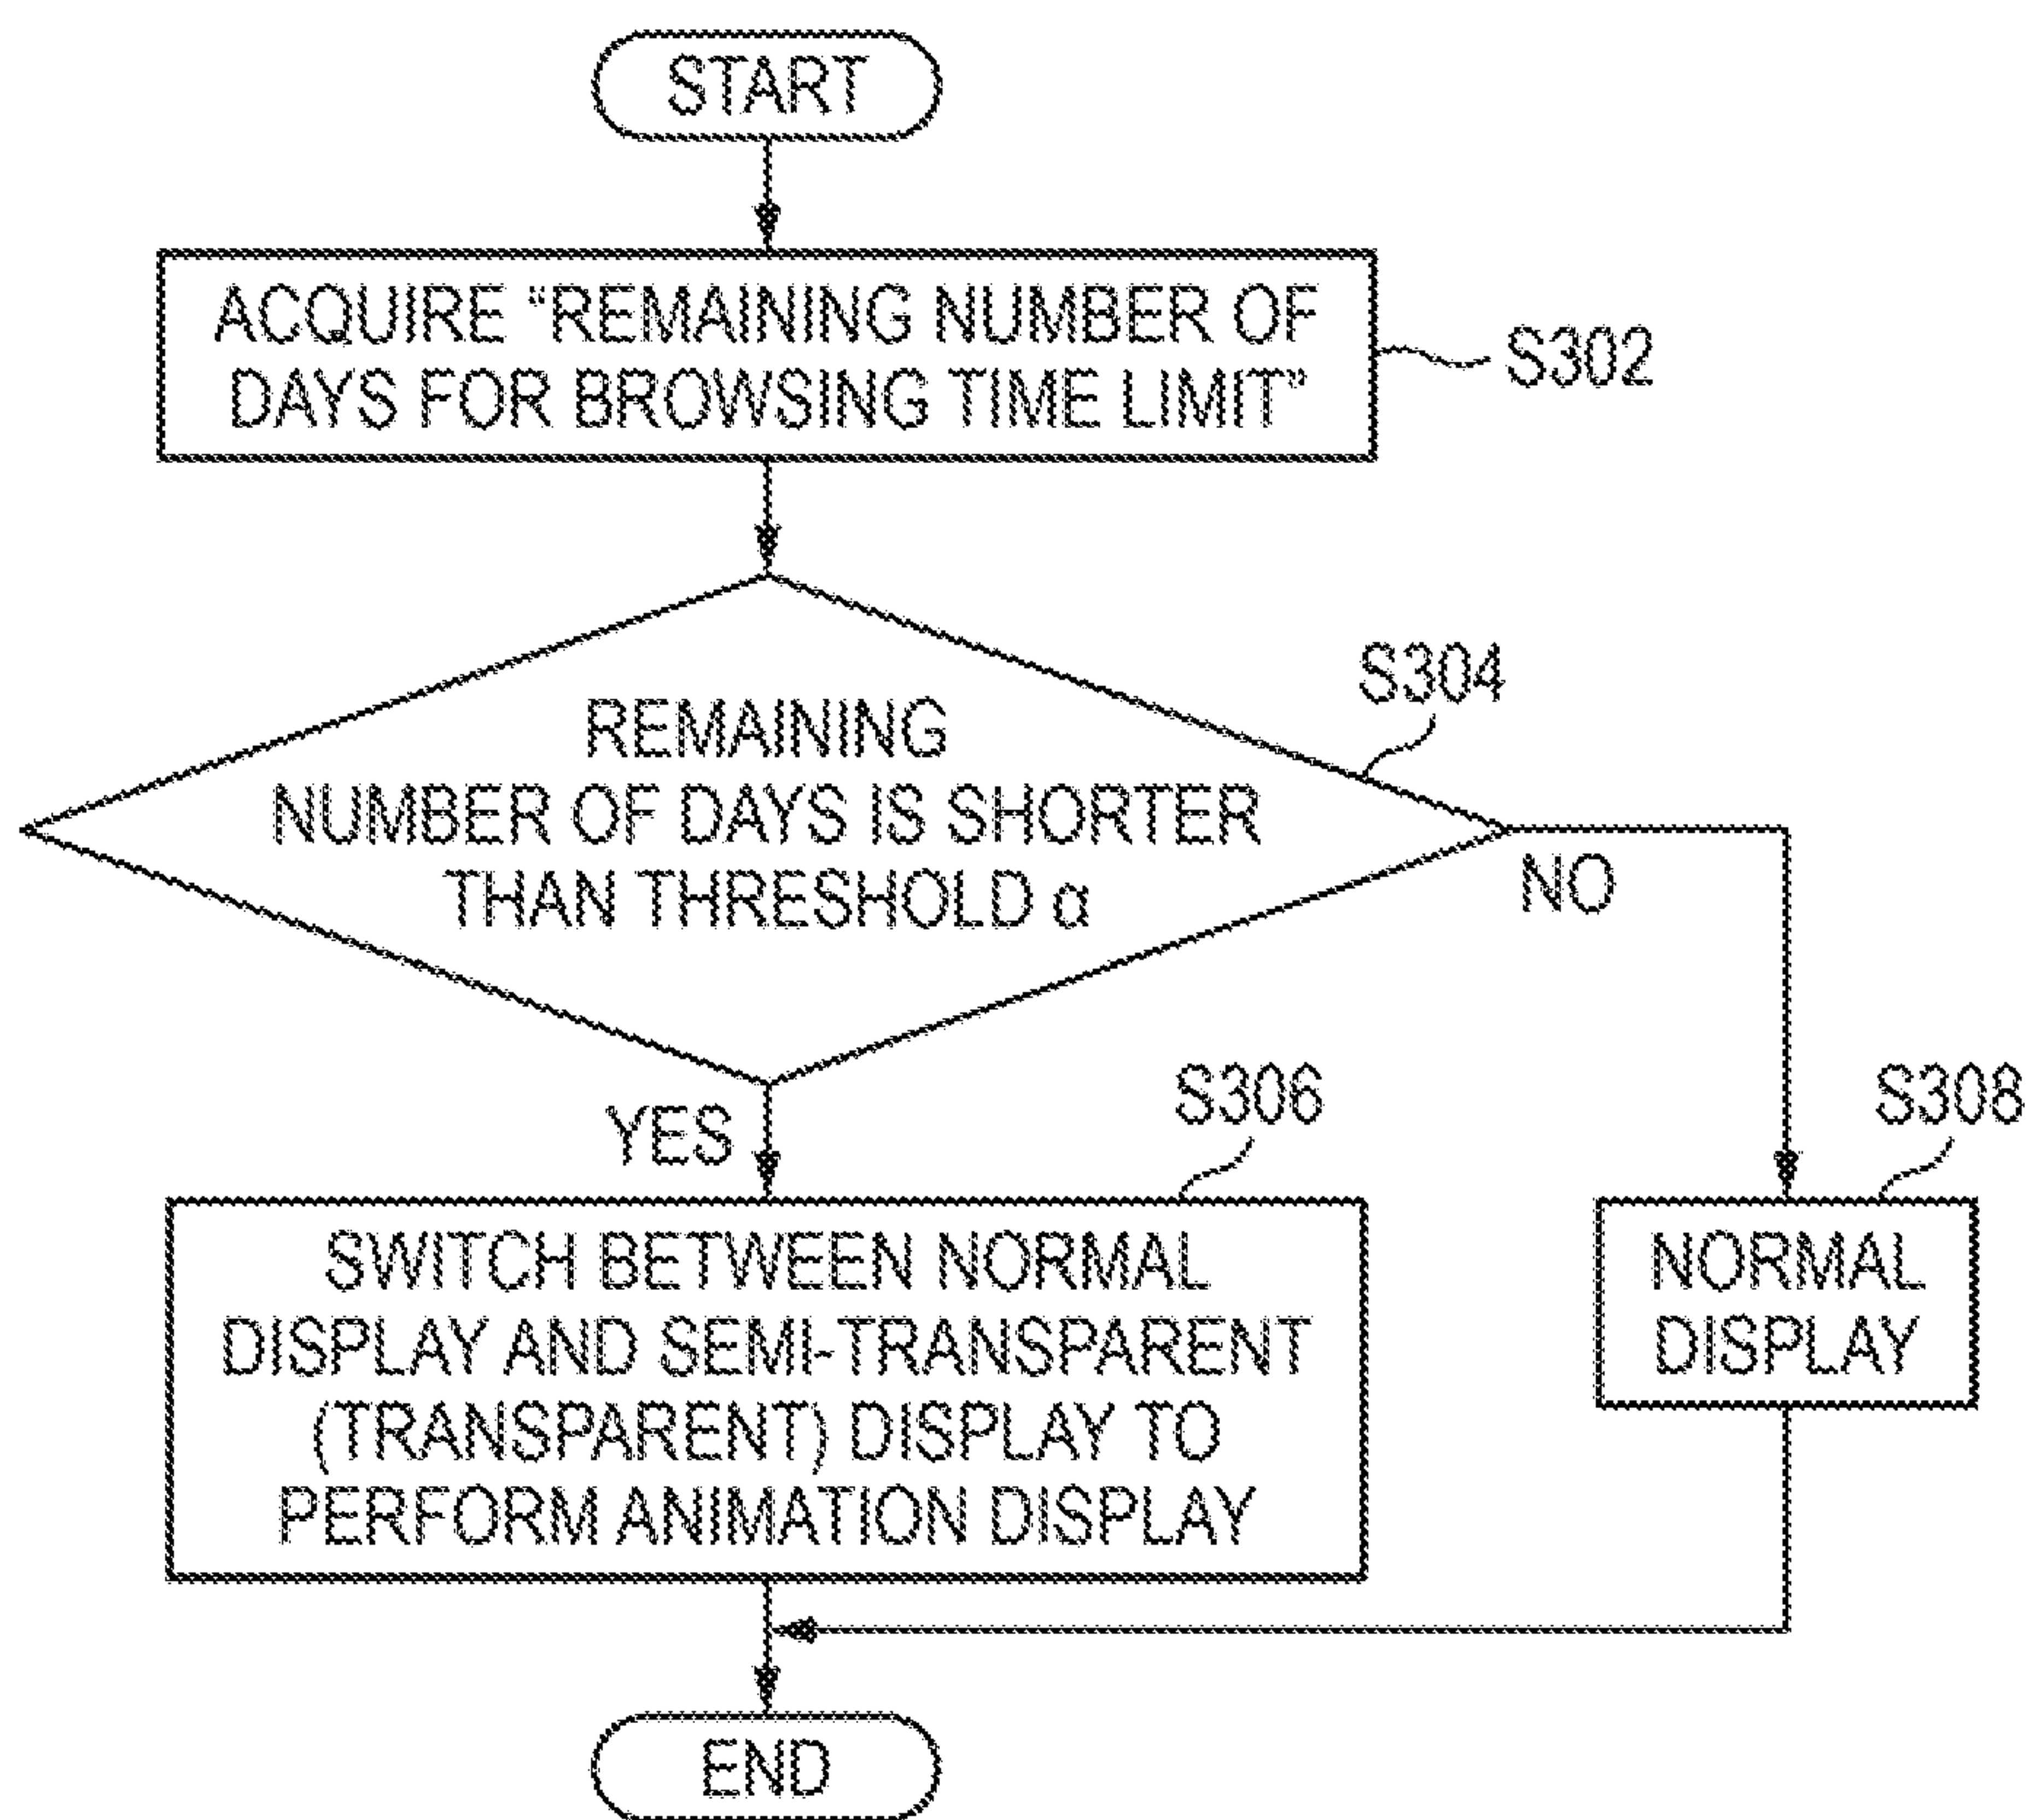 START
ACQUIRE “REMAINING NUMBER OF
DAYS FOR BROWSING TIME LIMIT”
S302
S304
REMAINING
NUMBER OF DAYS IS SHORTER
THAN THRESHOLD α
NO
YES
S306
S308
SWITCH BETWEEN NORMAL
DISPLAY AND SEMI-TRANSPARENT
(TRANSPARENT) DISPLAY TO
PERFORM ANIMATION DISPLAY
NORMAL
DISPLAY
END